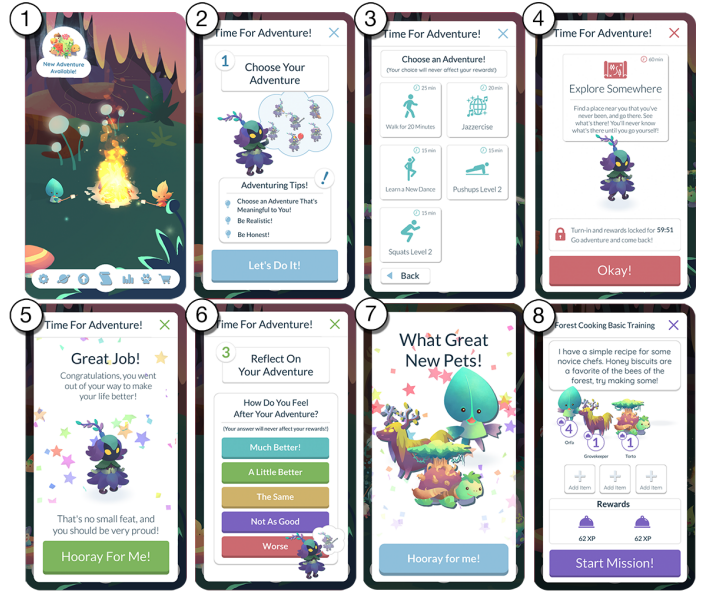 1
New Adventure
Available!
2
Time For Adventure!
1
Choose Your
Adventure
Adventuring Tips!
!
Choose an Adventure That's
Meaningful to You!
Be Realistic!
Be Honest!
Let's Do It!
3
Time For Adventure!
Choose an Adventure!
(Your choice will never affect your rewards!)
25 min
Walk for 20 Minutes
20 min
Jazzercise
15 min
Learn a New Dance
15 min
Pushups Level 2
15 min
Squats Level 2
Back
4
Time For Adventure!
60 min
Explore Somewhere
Find a place near you that you've
never been, and go there. See
what's there! You'll never know
what's there until you go yourself!
Turn-in and rewards locked for 59:51
Go adventure and come back!
Okay!
5
Time For Adventure!
Great Job!
Congratulations, you went
out of your way to make
your life better!
That's no small feat, and
you should be very proud!
Hooray For Me!
6
Time For Adventure!
3
Reflect On
Your Adventure
How Do You Feel
After Your Adventure?
(Your answer will never affect your rewards!)
Much Better!
A Little Better
The Same
Not As Good
Worse
7
What Great
New Pets!
Hooray for me!
8
Forest Cooking Basic Training
I have a simple recipe for some
novice chefs. Honey biscuits are
a favorite of the bees of the
forest, try making some!
4
1
1
Orfa
Grovekeeper
Torto
Add Item
Add Item
Add Item
Rewards
62 XP
62 XP
Start Mission!